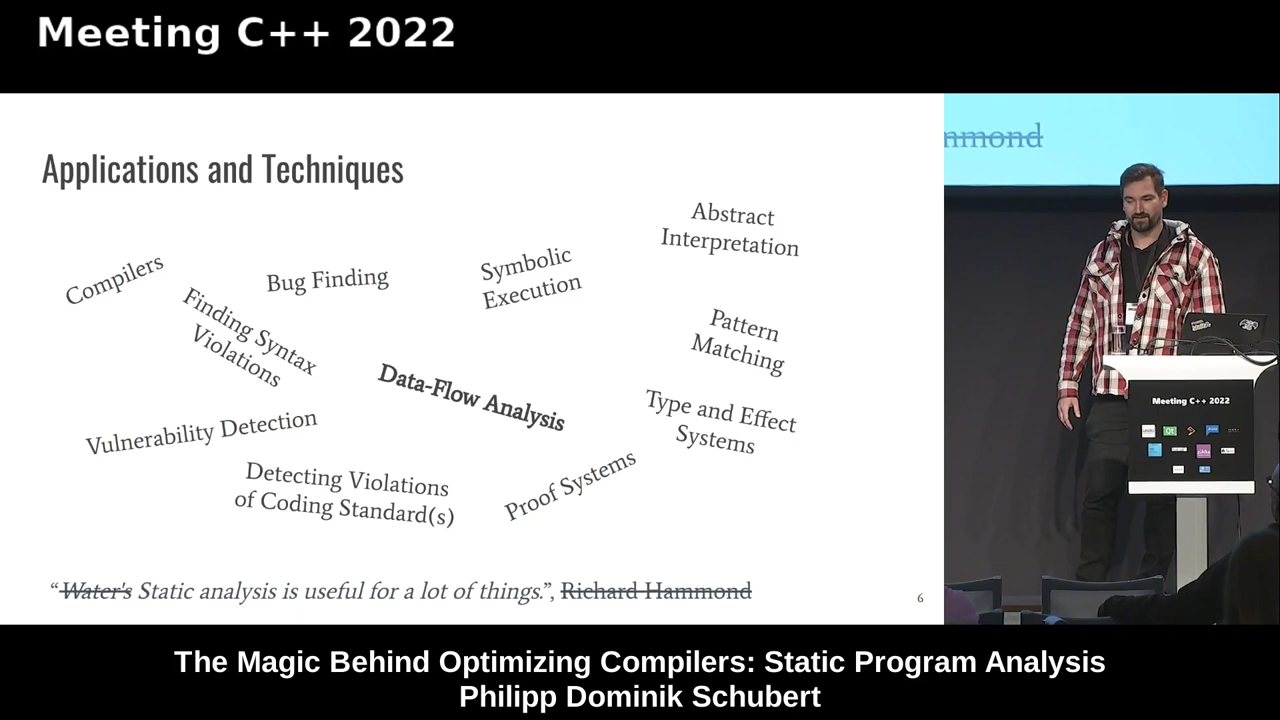 Meeting C++ 2022
Applications and Techniques
mmond
Abstract
Interpretation
Compilers
Bug Finding
Symbolic
Execution
Finding Syntax
Violations
Pattern
Matching
Data-Flow Analysis
Type and Effect
Systems
Vulnerability Detection
Detecting Violations
of Coding Standard(s)
Proof Systems
“Water's Static analysis is useful for a lot of things.”, Richard Hammond
6
Meeting C++ 2022
Qt
The Magic Behind Optimizing Compilers: Static Program Analysis
Philipp Dominik Schubert